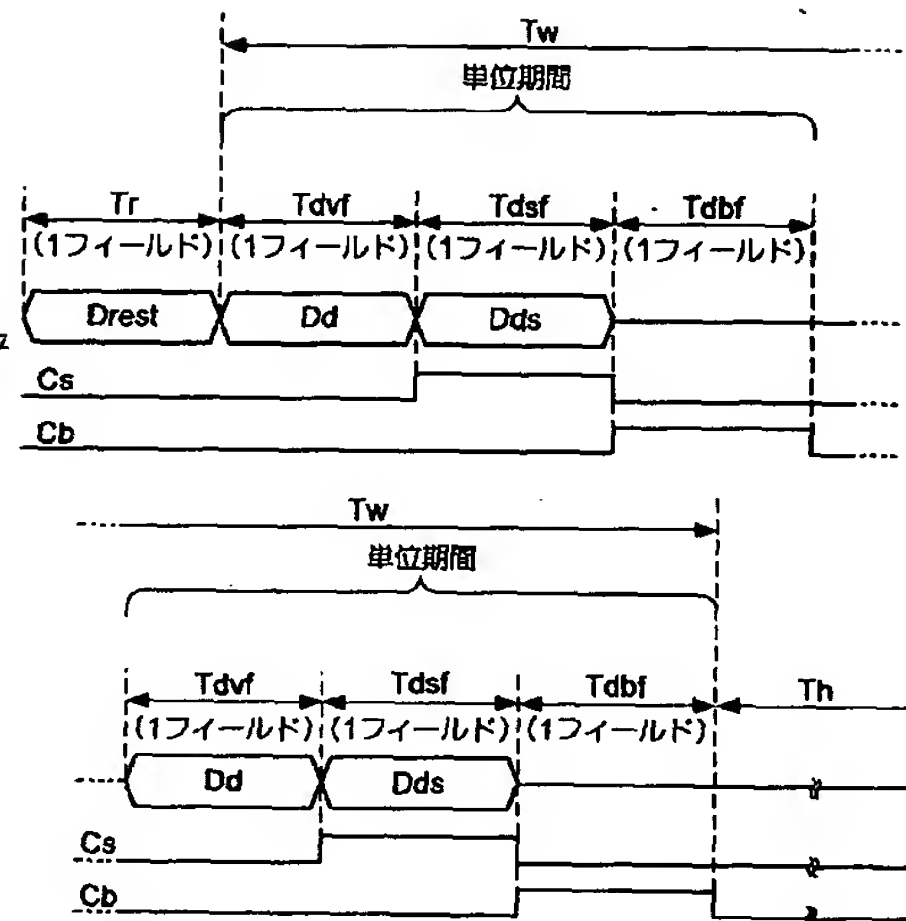 Tw
単位期間
Tr Tdvf Tdsf Tdbf
(1フィールド) (1フィールド) (1フィールド) (1フィールド)
Drest Dd Dds
Cs
Cb
Tw
単位期間
Tdvf Tdsf Tdbf Th
(1フィールド) (1フィールド) (1フィールド)
Dd Dds
Cs
Cb